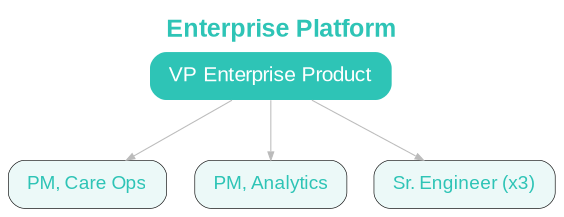 Enterprise Platform
VP Enterprise Product
PM, Care Ops
PM, Analytics
Sr. Engineer (x3)